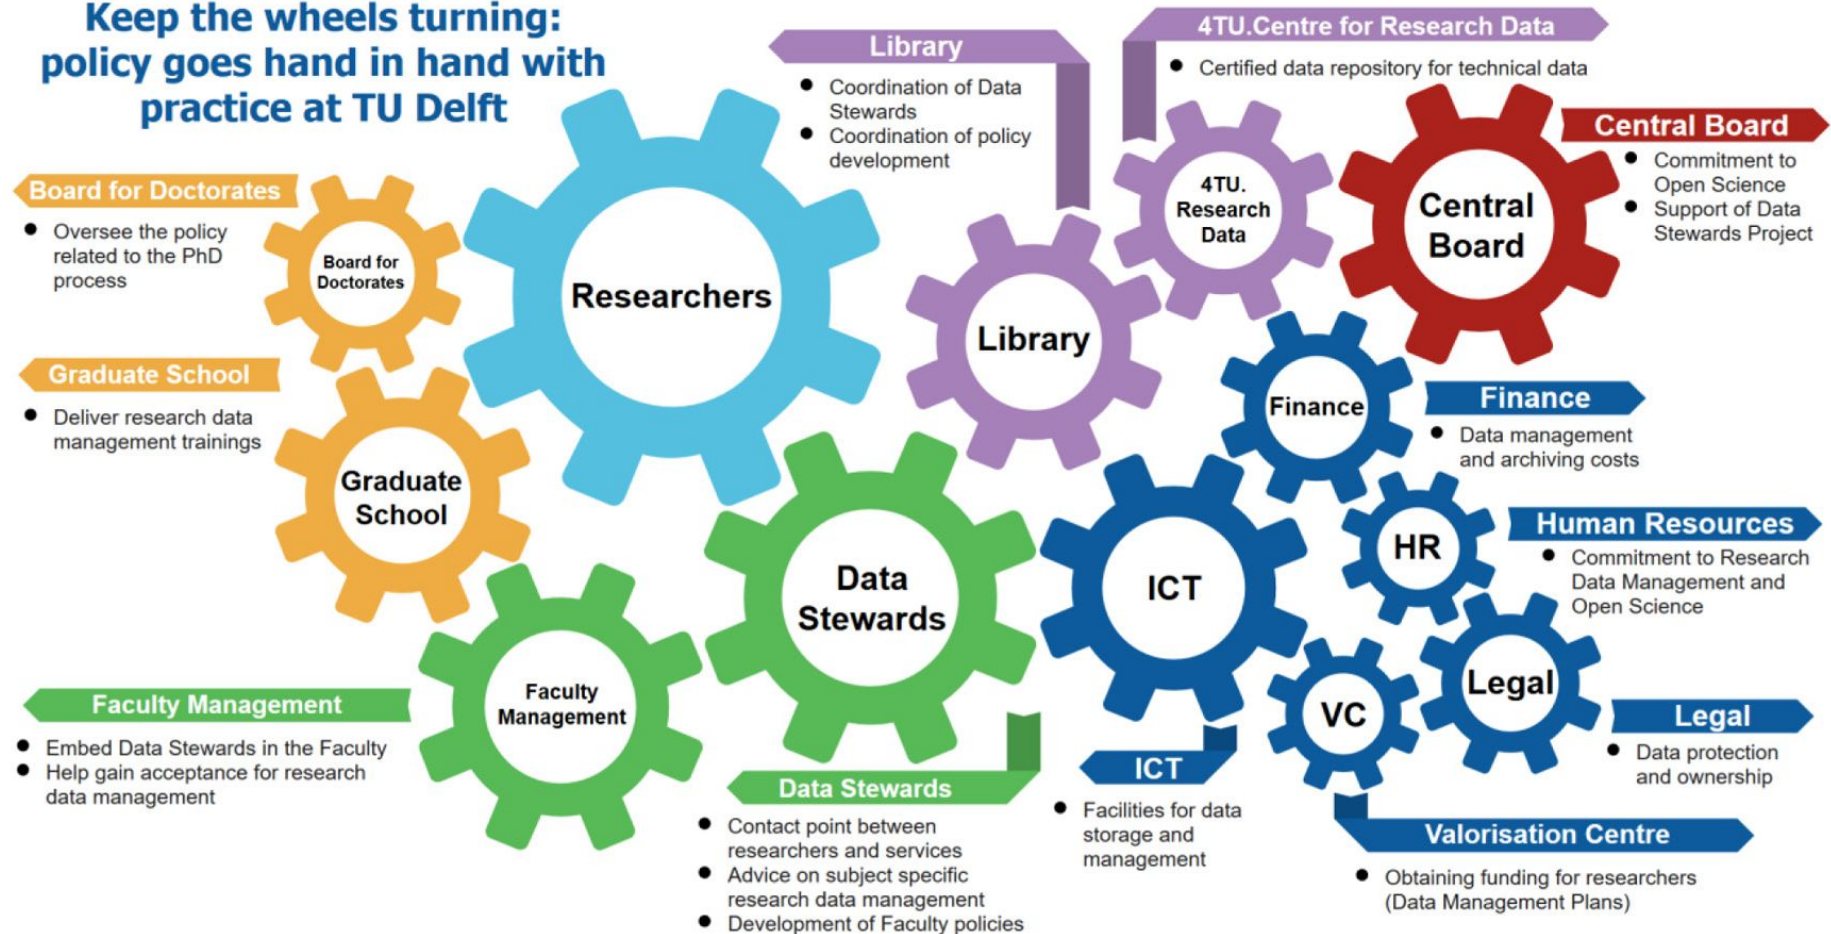 Keep the wheels turning:
policy goes hand in hand with
practice at TU Delft
Library
● Coordination of Data
Stewards
● Coordination of policy
development
4TU.Centre for Research Data
● Certified data repository for technical data
Central Board
● Commitment to
Open Science
● Support of Data
Stewards Project
Board for Doctorates
● Oversee the policy
related to the PhD
process
Board for
Doctorates
Researchers
Library
4TU.
Research
Data
Central
Board
Graduate School
● Deliver research data
management trainings
Graduate
School
Finance
Finance
● Data management
and archiving costs
HR
Human Resources
● Commitment to Research
Data Management and
Open Science
Data
Stewards
ICT
Faculty Management
● Embed Data Stewards in the Faculty
● Help gain acceptance for research
data management
Faculty
Management
VC
Legal
Legal
● Data protection
and ownership
Data Stewards
● Contact point between
researchers and services
● Advice on subject specific
research data management
● Development of Faculty policies
ICT
● Facilities for data
storage and
management
Valorisation Centre
● Obtaining funding for researchers
(Data Management Plans)